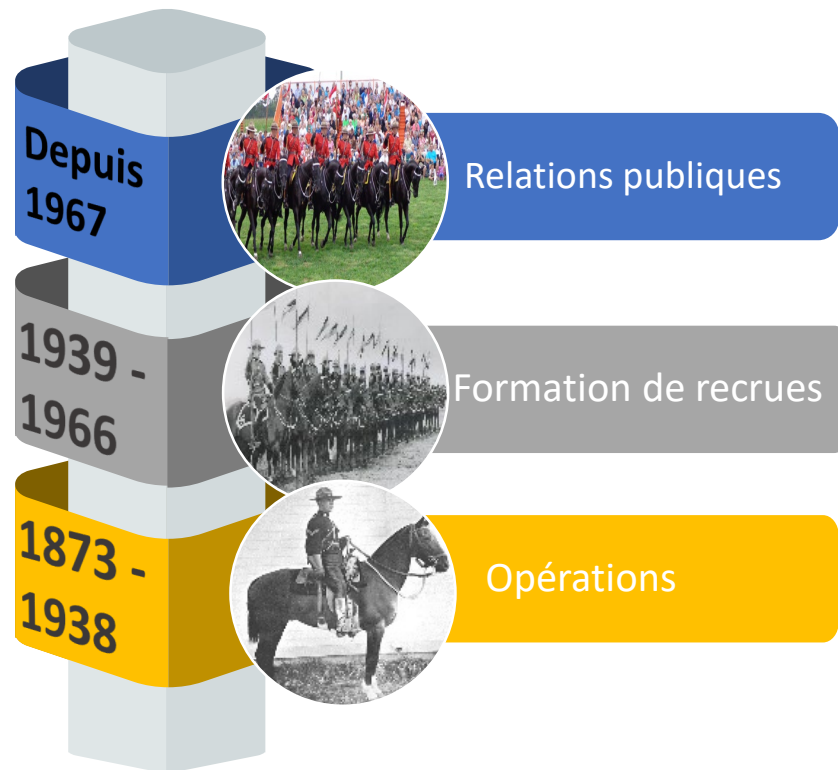 Depuis
1967
Relations publiques
1939 -
1966
Formation de recrues
1873 -
1938
Opérations